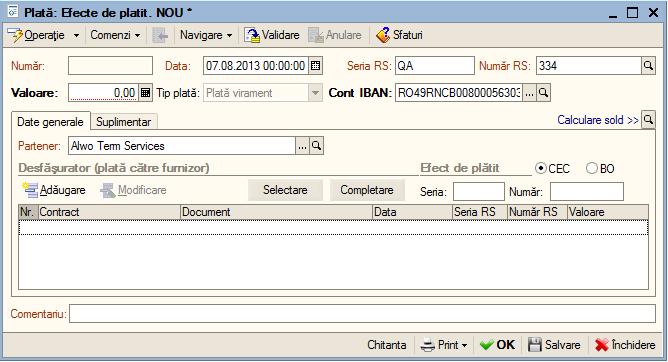 Plată: Efecte de platit. NOU *
Operaţie Comenzi Navigare Validare Anulare Sfaturi
Număr: Data: 07.08.2013 00:00:00 Seria RS: QA Număr RS: 334
Valoare: 0,00 Tip plată: Plată virament Cont IBAN: RO49RNCB00800056303 ...
Date generale Suplimentar Calculare sold >>
Partener: Alwo Term Services ...
Desfăşurator (plată către furnizor) Efect de plătit CEC BO
Adăugare Modificare Selectare Completare Seria: Număr:
Nr. Contract Document Data Seria RS Număr RS Valoare
Comentariu:
Chitanta Print OK Salvare Închidere